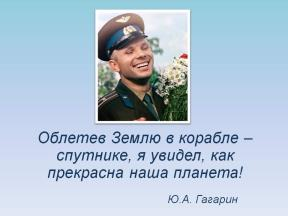 Облетев Землю в корабле –
спутнике, я увидел, как
прекрасна наша планета!
Ю.А. Гагарин